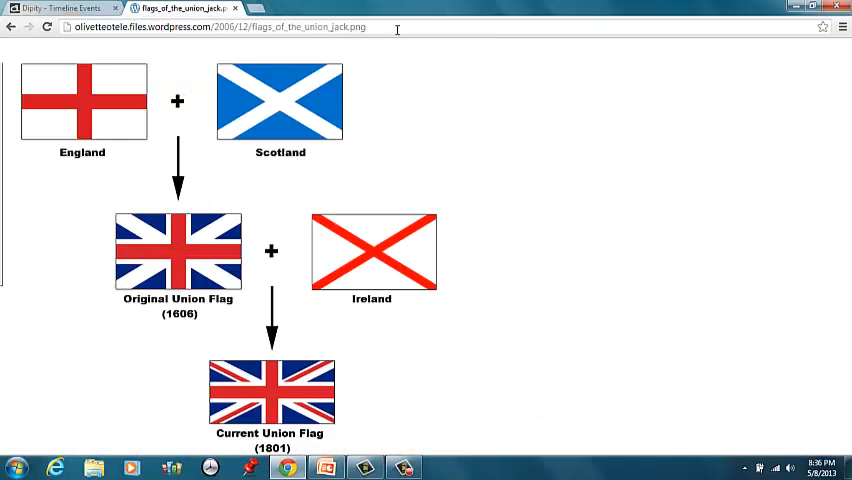 Dipity - Timeline Events
flags_of_the_union_jack.pn
olivetteotele.files.wordpress.com/2006/12/flags_of_the_union_jack.png
England
Scotland
Original Union Flag
(1606)
Ireland
Current Union Flag
(1801)
8:36 PM
5/8/2013